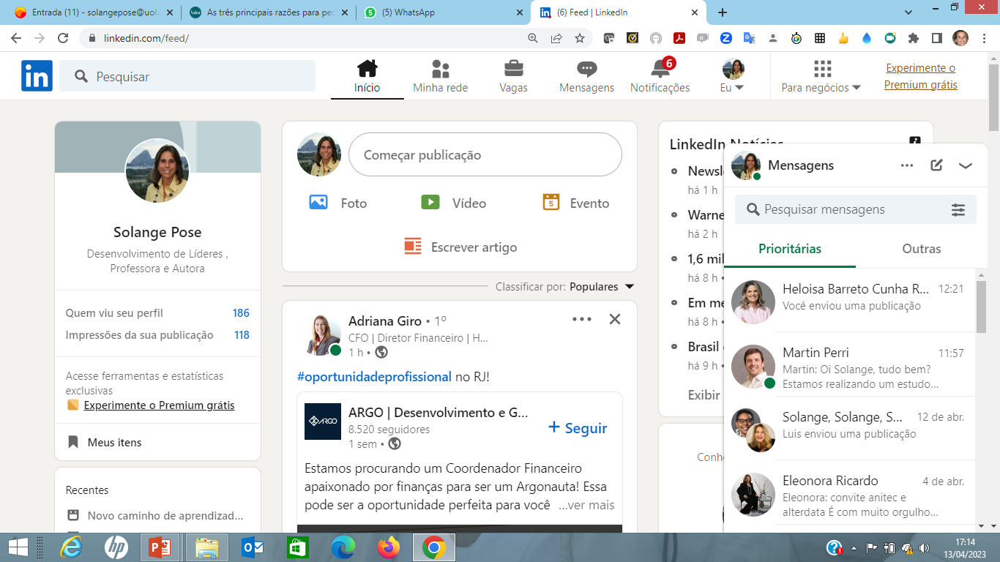 Entrada (11) - solangepose@uol.
As três principais razões para ped
(5) WhatsApp
(6) Feed | LinkedIn
linkedin.com/feed/
in
Pesquisar
Início
Minha rede
Vagas
Mensagens
6
Notificações
Eu
Para negócios
Experimente o
Premium grátis
Solange Pose
Desenvolvimento de Líderes ,
Professora e Autora
Quem viu seu perfil 186
Impressões da sua publicação 118
Acesse ferramentas e estatísticas
exclusivas
Experimente o Premium grátis
Meus itens
Recentes
Novo caminho de aprendizad...
Começar publicação
Foto
Vídeo
Evento
Escrever artigo
Classificar por: Populares
Adriana Giro • 1º
CFO | Diretor Financeiro | H...
1 h •
#oportunidadeprofissional no RJ!
ARGO
ARGO | Desenvolvimento e G...
8.520 seguidores
1 sem •
+ Seguir
Estamos procurando um Coordenador Financeiro
apaixonado por finanças para ser um Argonauta! Essa
pode ser a oportunidade perfeita para você ...ver mais
LinkedIn Notícias
Newsl
há 1 h
Warne
há 2 h
1,6 mil
há 8 h •
Em me
há 8 h •
Brasil
há 9 h •
Exibir
Conhe
Mensagens
Pesquisar mensagens
Prioritárias
Outras
Heloisa Barreto Cunha R... 12:21
Você enviou uma publicação
Martin Perri 11:57
Martin: Oi Solange, tudo bem?
Estamos realizando um estudo...
Solange, Solange, S... 12 de abr.
Luis enviou uma publicação
Eleonora Ricardo 4 de abr.
Eleonora: convite anitec e
alterdata É com muito orgulho...
17:14
13/04/2023